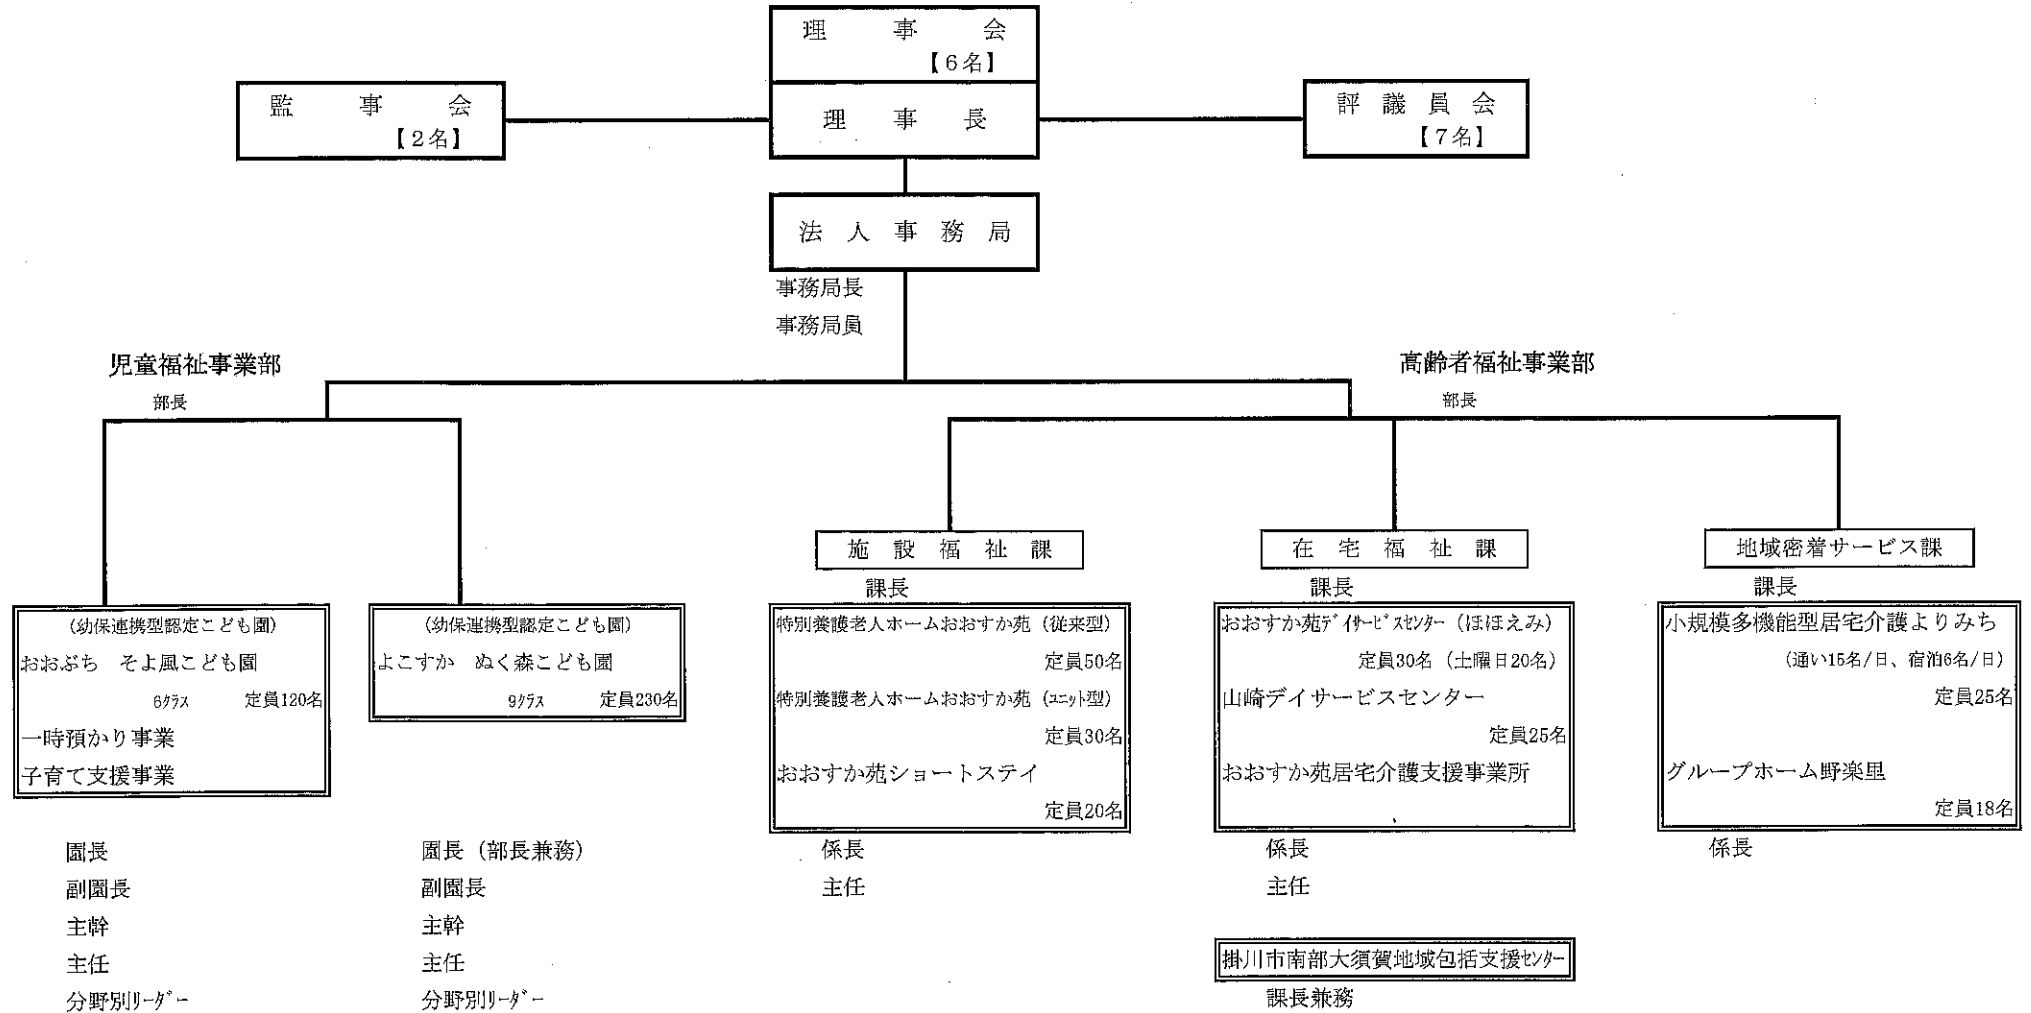 理事会
【6名】
理事長
監事会
【2名】
評議員会
【7名】
法人事務局
事務局長
事務局員
児童福祉事業部
部長
高齢者福祉事業部
部長
(幼保連携型認定こども園)
おおぶち そよ風こども園
6クラス 定員120名
一時預かり事業
子育て支援事業
園長
副園長
主幹
主任
分野別リーダー
(幼保連携型認定こども園)
よこすか ぬく森こども園
9クラス 定員230名
園長(部長兼務)
副園長
主幹
主任
分野別リーダー
施設福祉課
課長
特別養護老人ホームおおすか苑(従来型)
定員50名
特別養護老人ホームおおすか苑(ユニット型)
定員30名
おおすか苑ショートステイ
定員20名
係長
主任
在宅福祉課
課長
おおすか苑デイサービスセンター(ほほえみ)
定員30名(土曜日20名)
山崎デイサービスセンター
定員25名
おおすか苑居宅介護支援事業所
係長
主任
掛川市南部大須賀地域包括支援センター
課長兼務
地域密着サービス課
課長
小規模多機能型居宅介護よりみち
(通い15名/日、宿泊6名/日)
定員25名
グループホーム野楽里
定員18名
係長